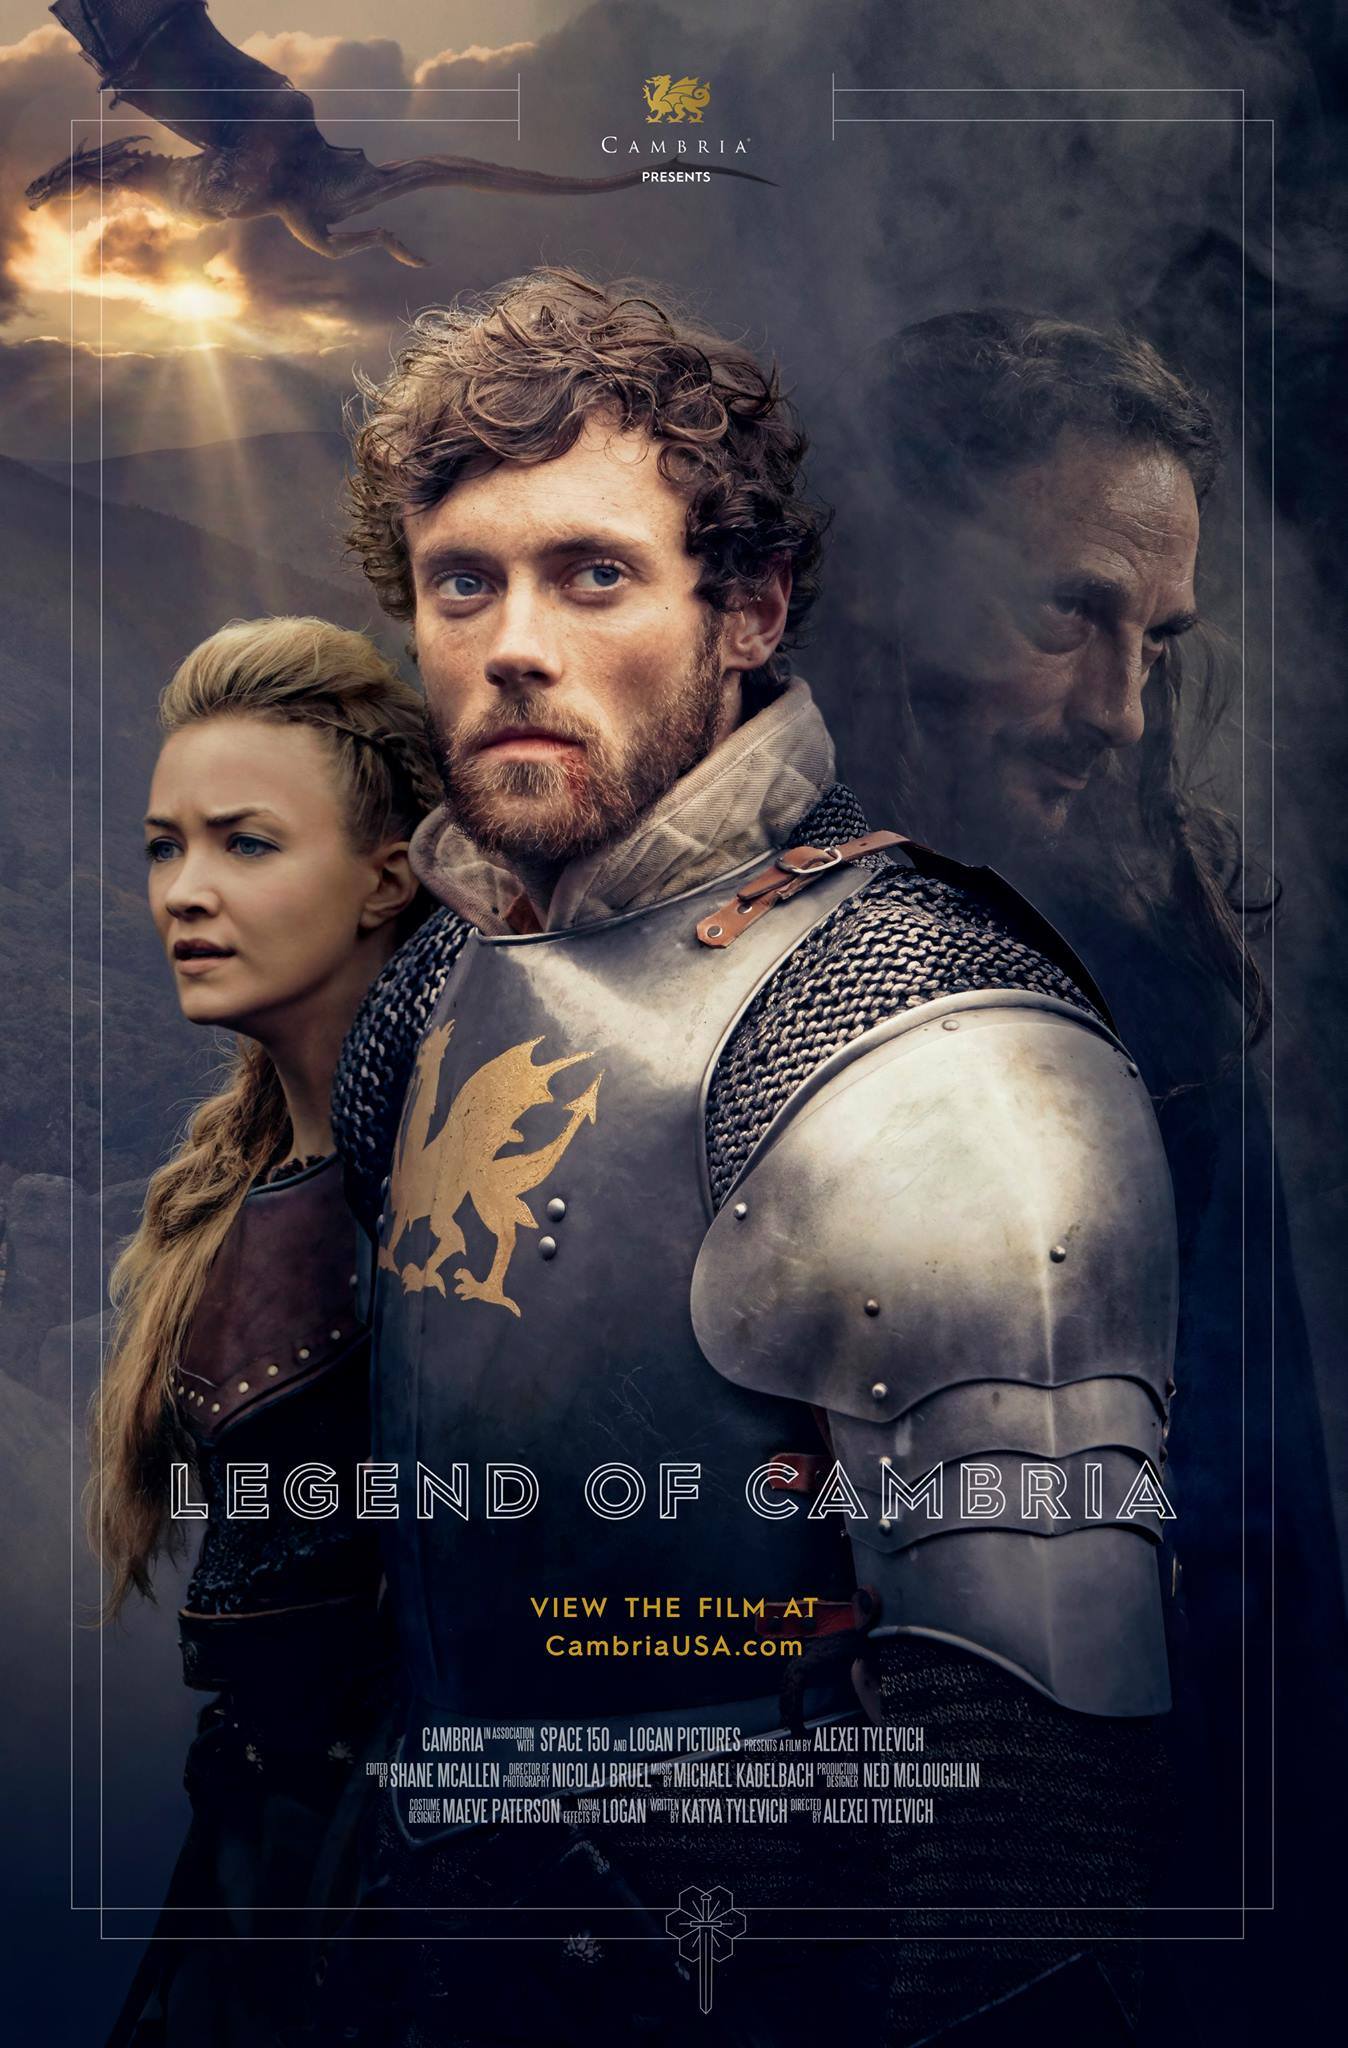 CAMBRIA®
PRESENTS
LEGEND OF CAMBRIA
VIEW THE FILM AT
CambriaUSA.com
CAMBRIA IN ASSOCIATION WITH SPACE 150 AND LOGAN PICTURES PRESENTS A FILM BY ALEXEI TYLEVICH
EDITED BY SHANE MCALLEN DIRECTOR OF PHOTOGRAPHY NICOLAJ BRUEL MUSIC BY MICHAEL KADELBACH PRODUCTION DESIGNER NED MCLOUGHLIN
COSTUME DESIGNER MAEVE PATERSON VISUAL EFFECTS BY LOGAN WRITTEN BY KATYA TYLEVICH DIRECTED BY ALEXEI TYLEVICH